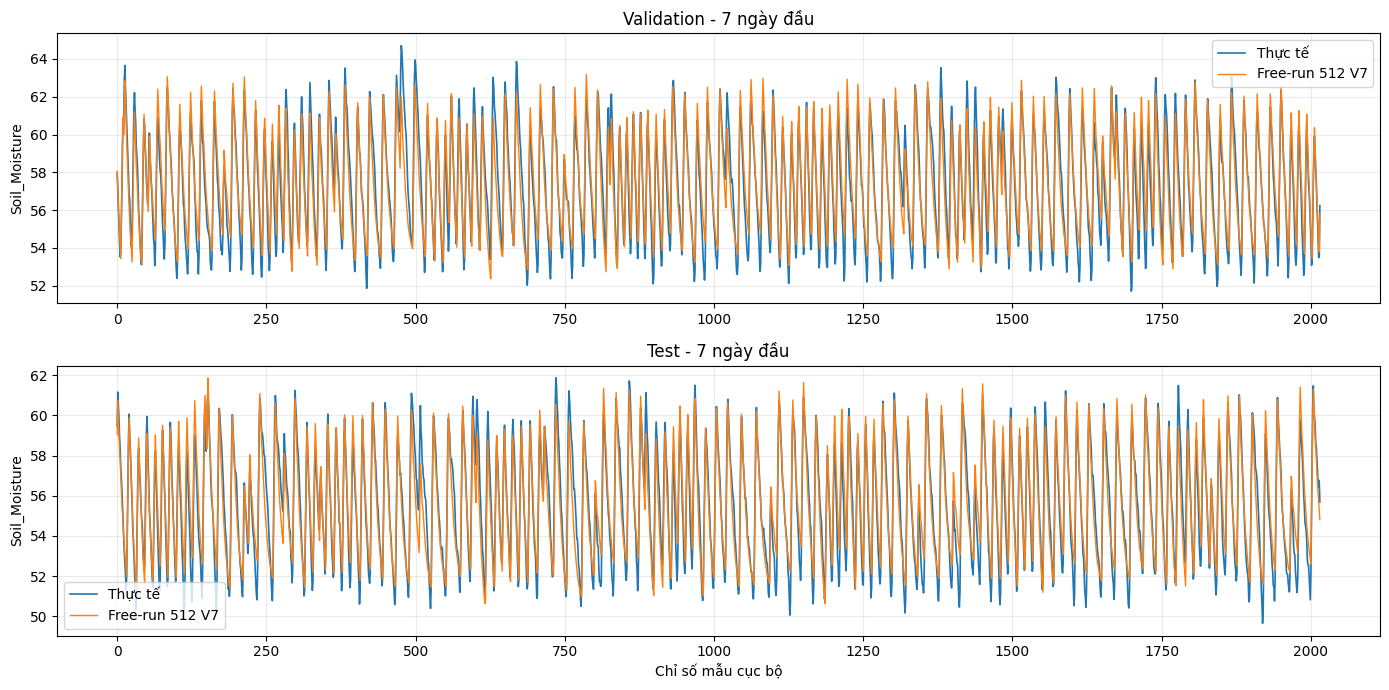 Validation - 7 ngày đầu
Soil_Moisture
64
62
60
58
56
54
52
Thực tế
Free-run 512 V7
0 250 500 750 1000 1250 1500 1750 2000
Test - 7 ngày đầu
Soil_Moisture
62
60
58
56
54
52
50
Thực tế
Free-run 512 V7
0 250 500 750 1000 1250 1500 1750 2000
Chỉ số mẫu cục bộ